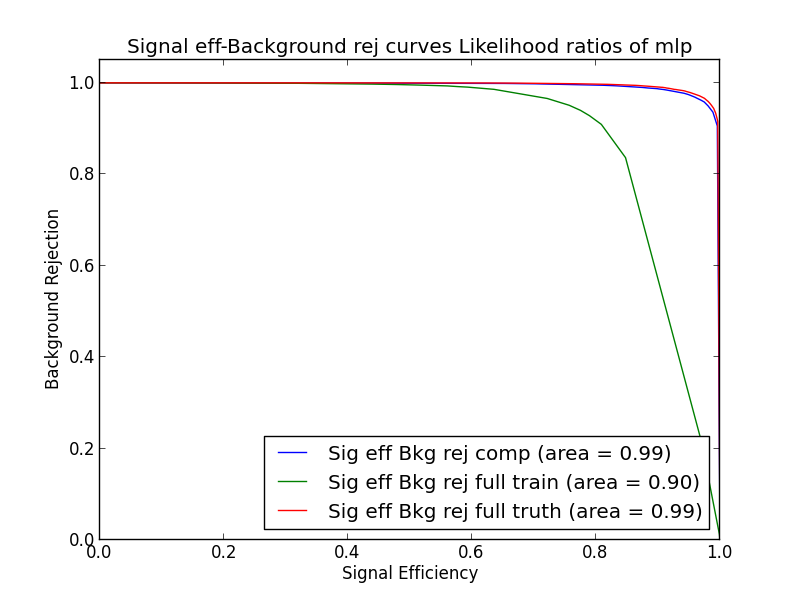 Signal eff-Background rej curves Likelihood ratios of mlp
1.0
0.8
0.6
0.4
0.2
0.0
Background Rejection
Sig eff Bkg rej comp (area = 0.99)
Sig eff Bkg rej full train (area = 0.90)
Sig eff Bkg rej full truth (area = 0.99)
0.0 0.2 0.4 0.6 0.8 1.0
Signal Efficiency